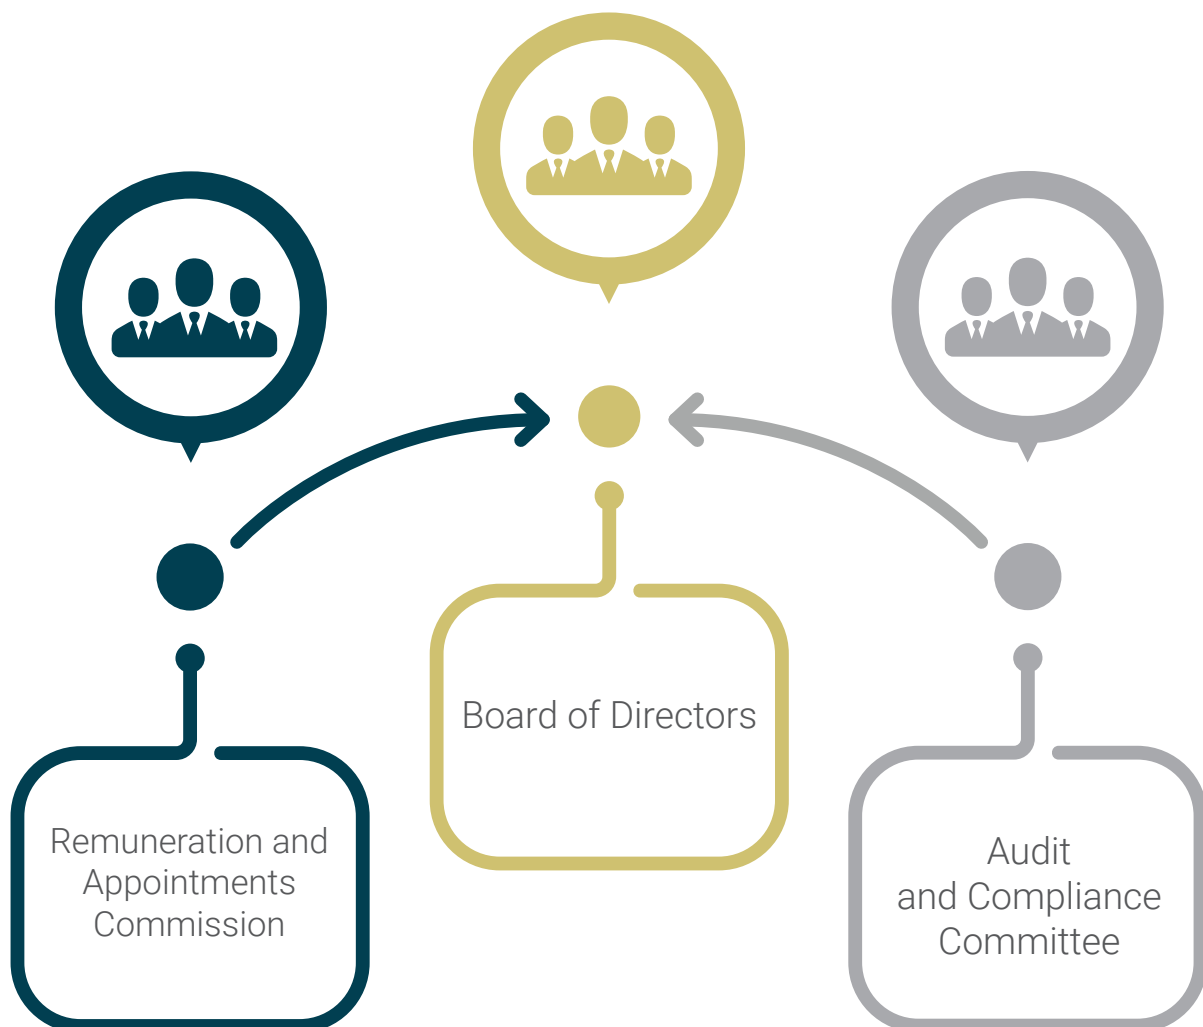 Board of Directors
Remuneration and
Appointments
Commission
Audit
and Compliance
Committee